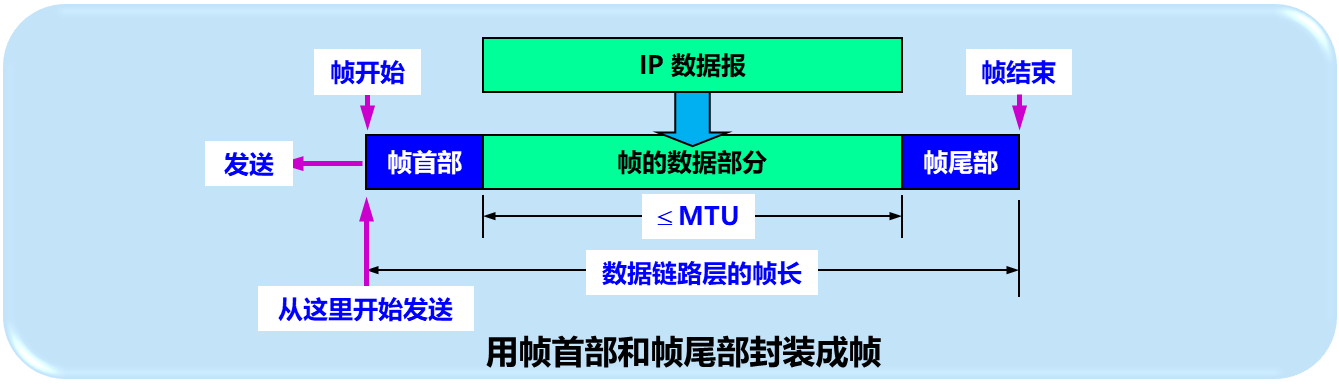 IP 数据报
帧开始
帧结束
发送
帧首部
帧的数据部分
帧尾部
≤ MTU
数据链路层的帧长
从这里开始发送
用帧首部和帧尾部封装成帧